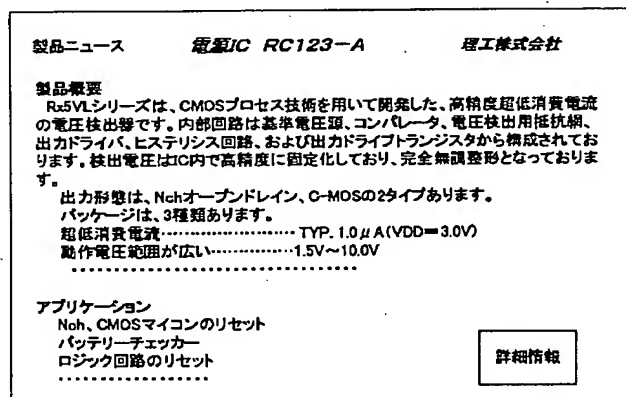 製品ニュース 電源IC RC123-A 理工株式会社
製品概要
Rx5VLシリーズは、CMOSプロセス技術を用いて開発した、高精度超低消費電流
の電圧検出器です。内部回路は基準電圧源、コンパレータ、電圧検出用抵抗網、
出力ドライバ、ヒステリシス回路、および出力ドライブトランジスタから構成されてお
ります。検出電圧はIC内で高精度に固定化しており、完全無調整形となっておりま
す。
出力形態は、Nchオープンドレイン、C-MOSの2タイプあります。
パッケージは、3種類あります。
超低消費電流························TYP. 1.0μA(VDD=3.0V)
動作電圧範囲が広い···············1.5V～10.0V
··································
アプリケーション
Nch、CMOSマイコンのリセット
バッテリーチェッカー
ロジック回路のリセット
··················
詳細情報